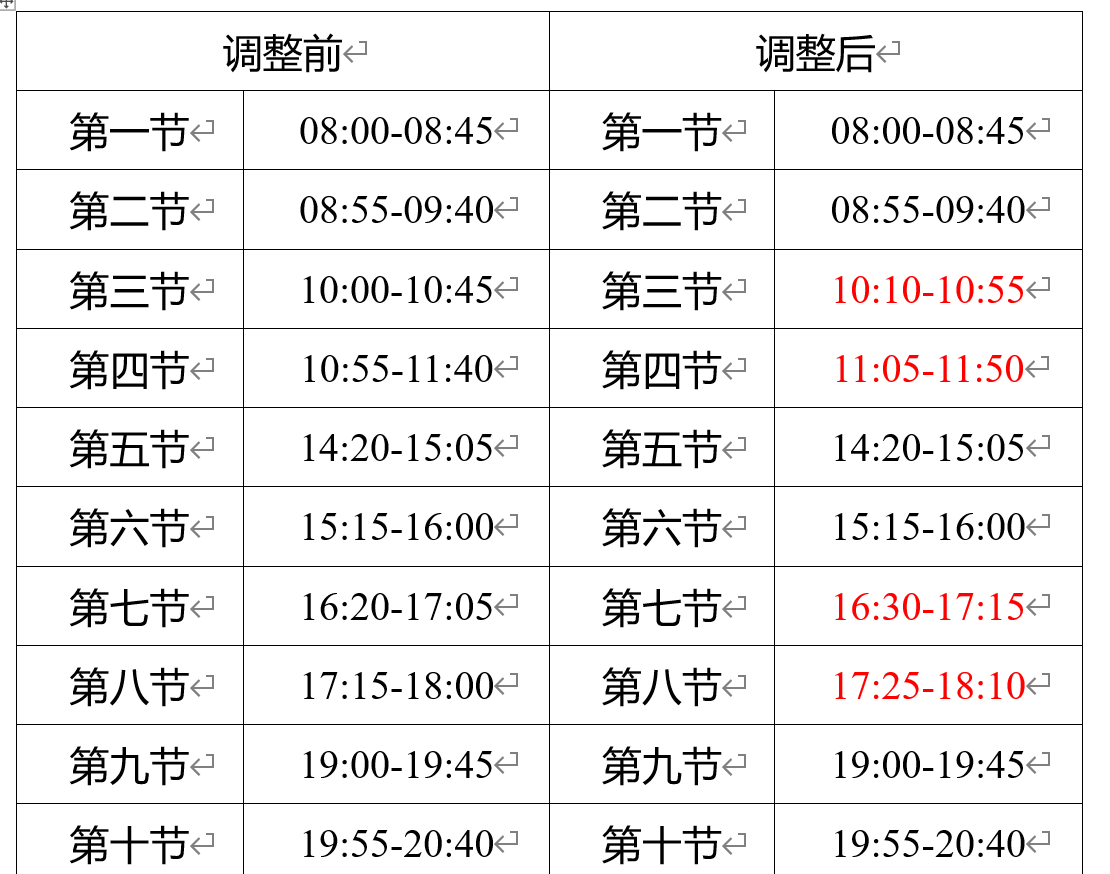 调整前 调整后
第一节 08:00-08:45 第一节 08:00-08:45
第二节 08:55-09:40 第二节 08:55-09:40
第三节 10:00-10:45 第三节 10:10-10:55
第四节 10:55-11:40 第四节 11:05-11:50
第五节 14:20-15:05 第五节 14:20-15:05
第六节 15:15-16:00 第六节 15:15-16:00
第七节 16:20-17:05 第七节 16:30-17:15
第八节 17:15-18:00 第八节 17:25-18:10
第九节 19:00-19:45 第九节 19:00-19:45
第十节 19:55-20:40 第十节 19:55-20:40